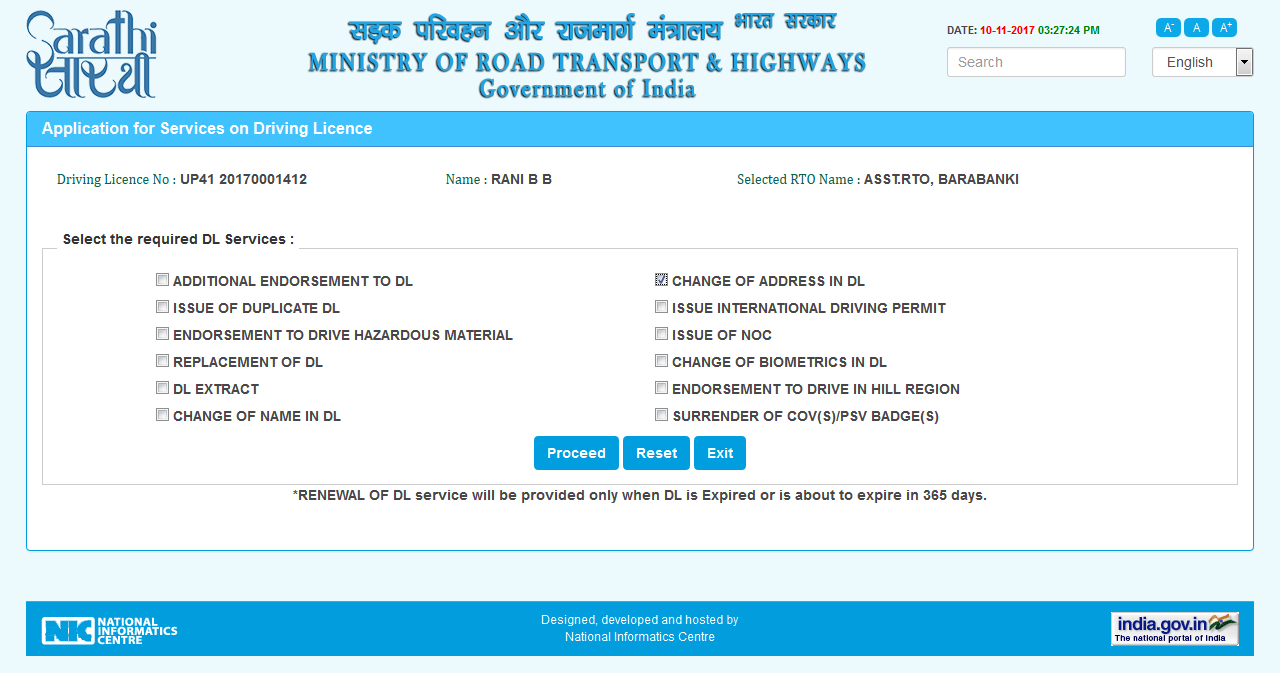 Sarathi
सारथी
सड़क परिवहन और राजमार्ग मंत्रालय भारत सरकार
MINISTRY OF ROAD TRANSPORT & HIGHWAYS
Government of India
DATE: 10-11-2017 03:27:24 PM
A- A A+
Search
English
Application for Services on Driving Licence
Driving Licence No : UP41 20170001412 Name : RANI B B Selected RTO Name : ASST.RTO, BARABANKI
Select the required DL Services :
ADDITIONAL ENDORSEMENT TO DL CHANGE OF ADDRESS IN DL
ISSUE OF DUPLICATE DL ISSUE INTERNATIONAL DRIVING PERMIT
ENDORSEMENT TO DRIVE HAZARDOUS MATERIAL ISSUE OF NOC
REPLACEMENT OF DL CHANGE OF BIOMETRICS IN DL
DL EXTRACT ENDORSEMENT TO DRIVE IN HILL REGION
CHANGE OF NAME IN DL SURRENDER OF COV(S)/PSV BADGE(S)
Proceed Reset Exit
*RENEWAL OF DL service will be provided only when DL is Expired or is about to expire in 365 days.
NIC NATIONAL
INFORMATICS
CENTRE
Designed, developed and hosted by
National Informatics Centre
india.gov.in
The national portal of India